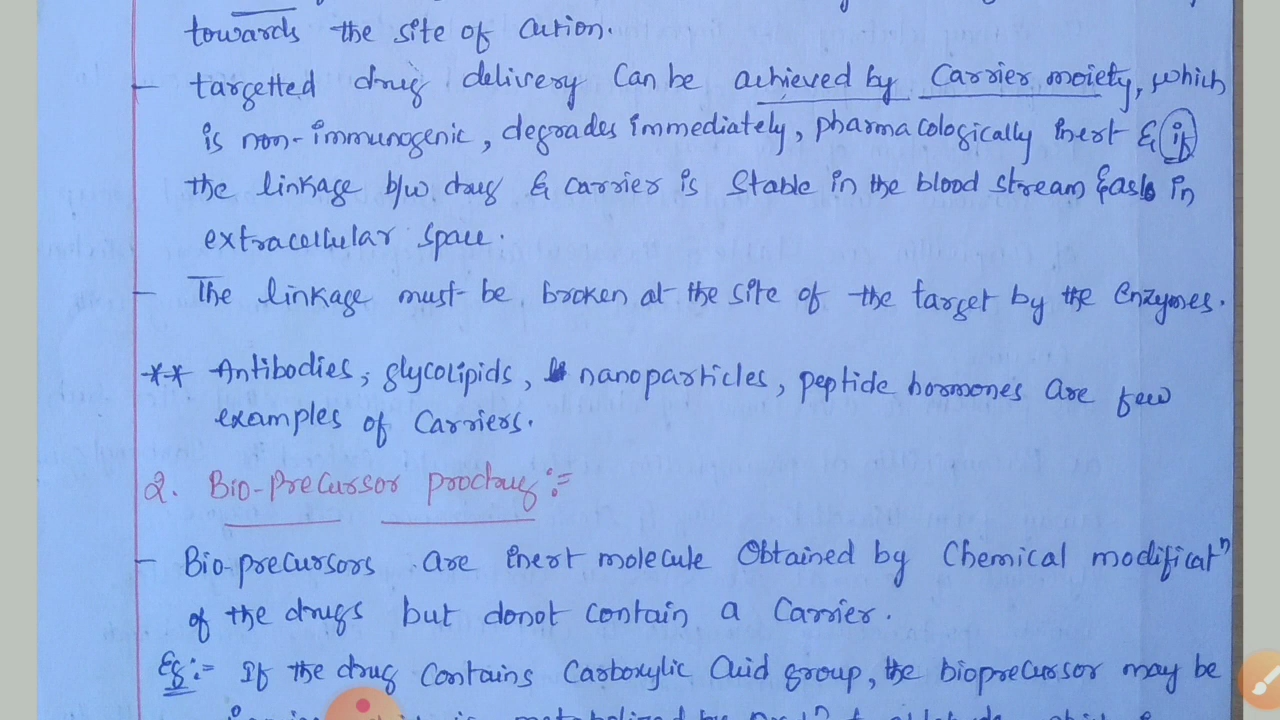 towards the site of action.
- targetted drug delivery Can be achieved by Carrier moiety, which
is non-immunogenic, degrades immediately, pharmacologically inert & if
the linkage b/w drug & carrier is Stable in the blood stream & in
extracellular space.
- The linkage must be broken at the site of the target by the enzymes.
** Antibodies, glycolipids, nanoparticles, peptide hormones are few
examples of Carriers.
2. Bio-Precursor prodrug :=
- Bio-precursors are inert molecule Obtained by Chemical modificatⁿ
of the drugs but donot contain a Carrier.
Eg := If the drug contains Carboxylic Acid group, the bioprecursor may be